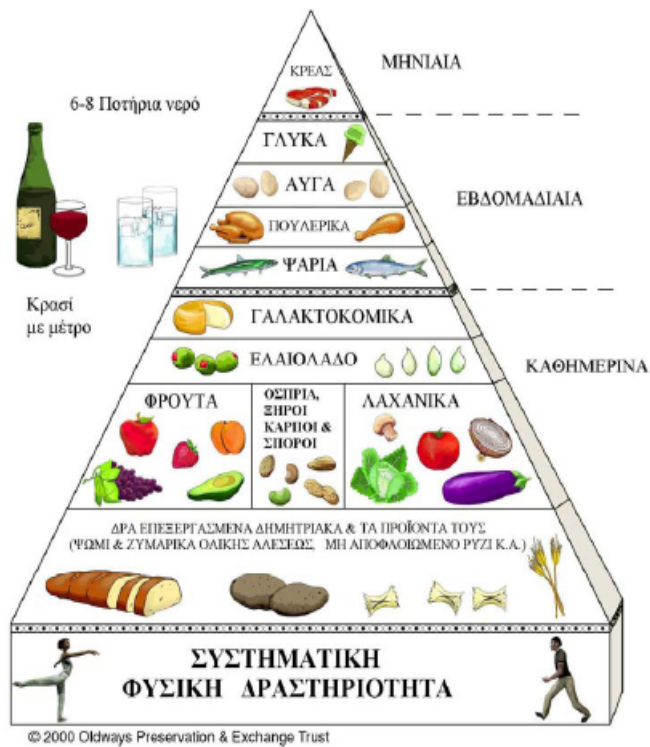 ΚΡΕΑΣ
ΜΗΝΙΑΙΑ
6-8 Ποτήρια νερό
ΓΛΥΚΑ
ΑΥΓΑ
ΕΒΔΟΜΑΔΙΑΙΑ
ΠΟΥΛΕΡΙΚΑ
ΨΑΡΙΑ
Κρασί
με μέτρο
ΓΑΛΑΚΤΟΚΟΜΙΚΑ
ΕΛΑΙΟΛΑΔΟ
ΚΑΘΗΜΕΡΙΝΑ
ΦΡΟΥΤΑ
ΟΣΠΡΙΑ,
ΞΗΡΟΙ
ΚΑΡΠΟΙ &
ΣΠΟΡΟΙ
ΛΑΧΑΝΙΚΑ
ΔΡΑ ΕΠΕΞΕΡΓΑΣΜΕΝΑ ΔΗΜΗΤΡΙΑΚΑ & ΤΑ ΠΡΟΪΟΝΤΑ ΤΟΥΣ
(ΨΩΜΙ & ΖΥΜΑΡΙΚΑ ΟΛΙΚΗΣ ΑΛΕΣΕΩΣ, ΜΗ ΑΠΟΦΛΟΙΩΜΕΝΟ ΡΥΖΙ Κ.Α.)
ΣΥΣΤΗΜΑΤΙΚΗ
ΦΥΣΙΚΗ ΔΡΑΣΤΗΡΙΟΤΗΤΑ
© 2000 Oldways Preservation & Exchange Trust